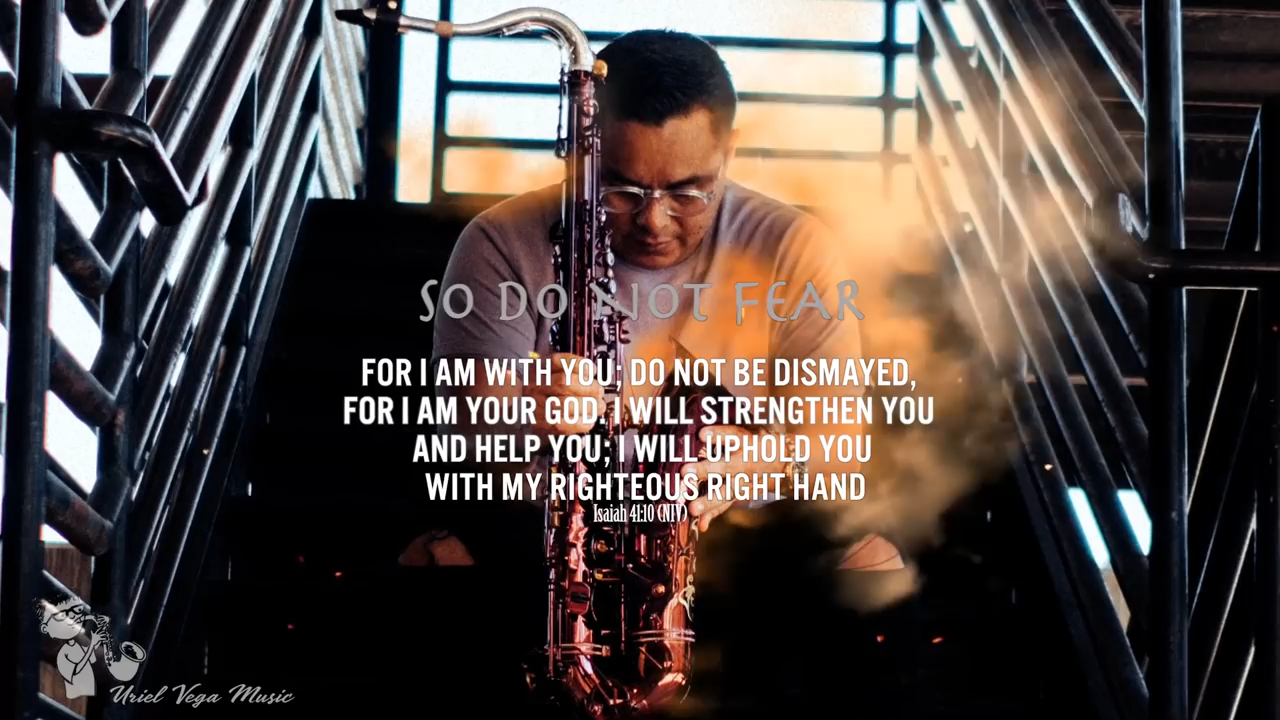 SO DO NOT FEAR
FOR I AM WITH YOU; DO NOT BE DISMAYED,
FOR I AM YOUR GOD. I WILL STRENGTHEN YOU
AND HELP YOU; I WILL UPHOLD YOU
WITH MY RIGHTEOUS RIGHT HAND
Isaiah 41:10 (NIV)
Uriel Vega Music